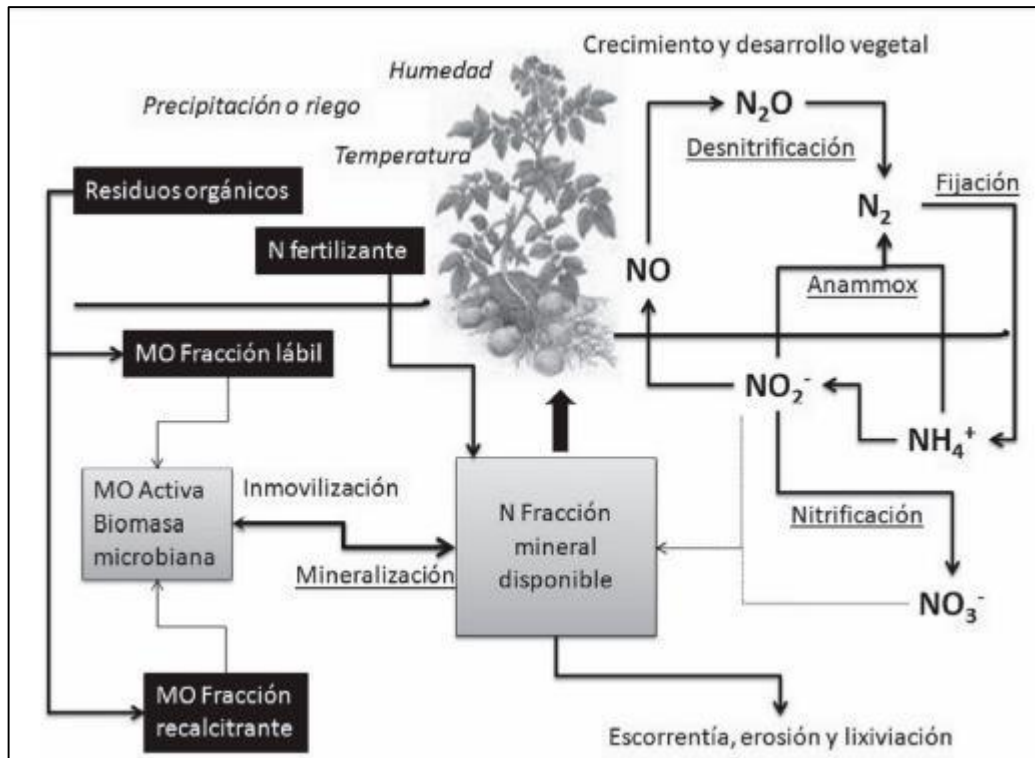 Crecimiento y desarrollo vegetal
Humedad
Precipitación o riego
Temperatura
N₂O
Desnitrificación
Residuos orgánicos
Fijación
N₂
N fertilizante
NO
Anammox
MO Fracción lábil
NO₂⁻
NH₄⁺
MO Activa
Biomasa
microbiana
Inmovilización
Mineralización
N Fracción
mineral
disponible
Nitrificación
NO₃⁻
MO Fracción
recalcitrante
Escorrentía, erosión y lixiviación